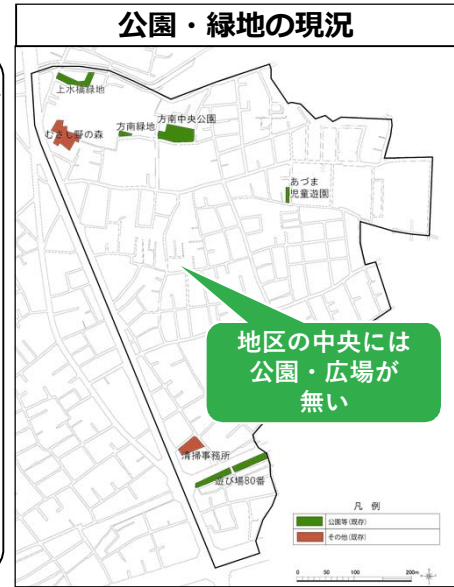 公園・緑地の現況
上水橋緑地
むさし野の森
方南緑地
方南中央公園
あづま
児童遊園
地区の中央には
公園・広場が
無い
清掃事務所
遊び場80番
凡　例
公園等(既存)
その他(既存)
0 50 100 200m